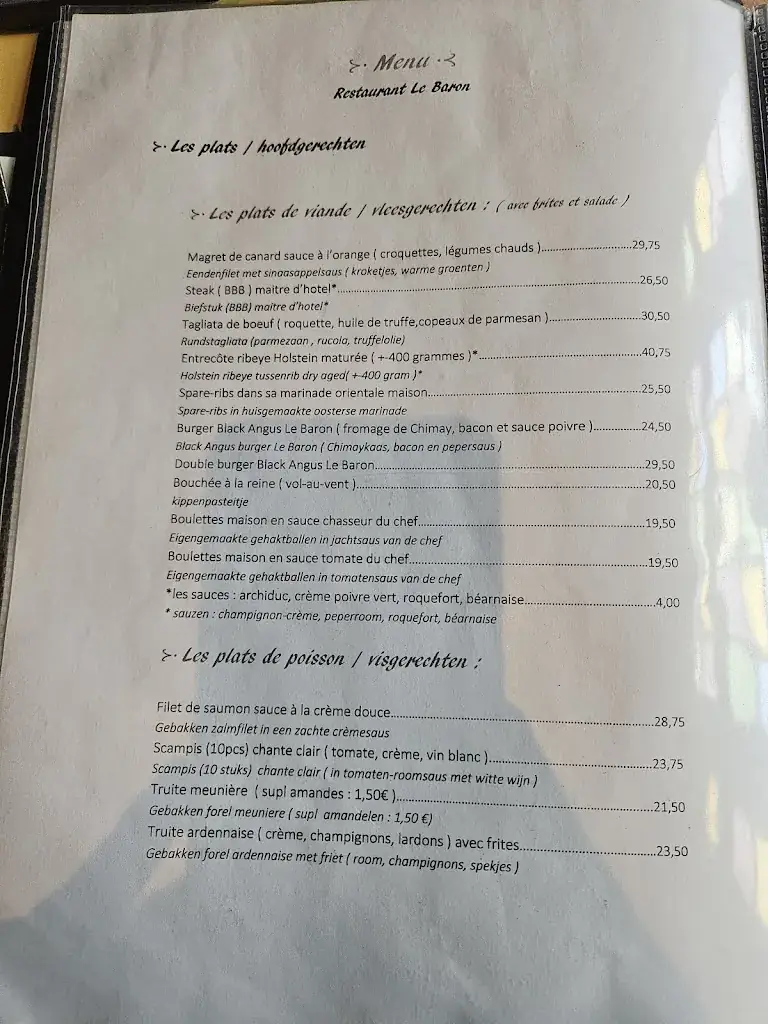 Menu
Restaurant Le Baron
Les plats / hoofdgerechten
Les plats de viande / vleesgerechten : ( avec frites et salade )
Magret de canard sauce à l'orange ( croquettes, légumes chauds )...........................29,75
Eendenfilet met sinaasappelsaus ( kroketjes, warme groenten )
Steak ( BBB ) maitre d'hotel*...........................26,50
Biefstuk (BBB) maitre d'hotel*
Tagliata de boeuf ( roquette, huile de truffe,copeaux de parmesan )...........................30,50
Rundstagliata (parmezaan , rucola, truffelolie)
Entrecôte ribeye Holstein maturée ( +-400 grammes )*...........................40,75
Holstein ribeye tussenrib dry aged( +-400 gram )*
Spare-ribs dans sa marinade orientale maison...........................25,50
Spare-ribs in huisgemaakte oosterse marinade
Burger Black Angus Le Baron ( fromage de Chimay, bacon et sauce poivre )...............24,50
Black Angus burger Le Baron ( Chimaykaas, bacon en pepersaus )
Double burger Black Angus Le Baron...........................29,50
Bouchée à la reine ( vol-au-vent )...........................20,50
kippenpasteitje
Boulettes maison en sauce chasseur du chef...........................19,50
Eigengemaakte gehaktballen in jachtsaus van de chef
Boulettes maison en sauce tomate du chef...........................19,50
Eigengemaakte gehaktballen in tomatensaus van de chef
*les sauces : archiduc, crème poivre vert, roquefort, béarnaise...........................4,00
* sauzen : champignon-crème, peperroom, roquefort, béarnaise
Les plats de poisson / visgerechten :
Filet de saumon sauce à la crème douce...........................28,75
Gebakken zalmfilet in een zachte crèmesaus
Scampis (10pcs) chante clair ( tomate, crème, vin blanc )...........................23,75
Scampis (10 stuks) chante clair ( in tomaten-roomsaus met witte wijn )
Truite meunière ( supl amandes : 1,50€ )...........................21,50
Gebakken forel meuniere ( supl amandelen : 1,50 €)
Truite ardennaise ( crème, champignons, lardons ) avec frites...........................23,50
Gebakken forel ardennaise met friet ( room, champignons, spekjes )